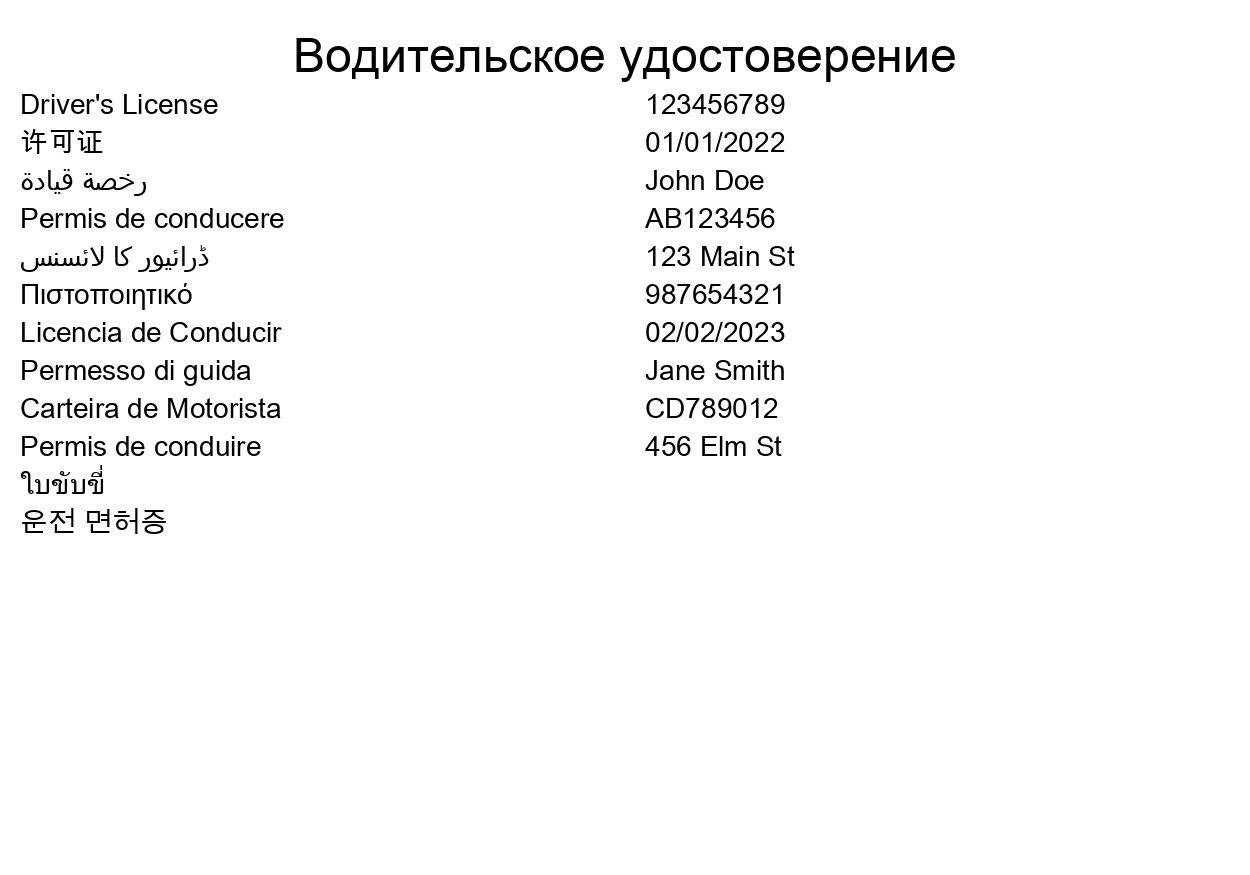 Водительское удостоверение
Driver's License 123456789
许可证 01/01/2022
رخصة قيادة John Doe
Permis de conducere AB123456
ڈرائیور کا لائسنس 123 Main St
Πιστοποιητικό 987654321
Licencia de Conducir 02/02/2023
Permesso di guida Jane Smith
Carteira de Motorista CD789012
Permis de conduire 456 Elm St
ใบขับขี่
운전 면허증